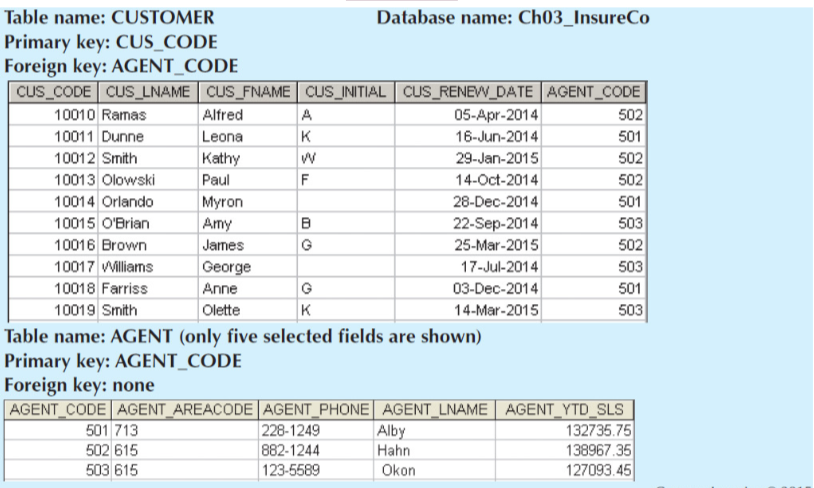 Table name: CUSTOMER Database name: Ch03_InsureCo
Primary key: CUS_CODE
Foreign key: AGENT_CODE
CUS_CODE CUS_LNAME CUS_FNAME CUS_INITIAL CUS_RENEW_DATE AGENT_CODE
10010 Ramas Alfred A 05-Apr-2014 502
10011 Dunne Leona K 16-Jun-2014 501
10012 Smith Kathy W 29-Jan-2015 502
10013 Olowski Paul F 14-Oct-2014 502
10014 Orlando Myron 28-Dec-2014 501
10015 O'Brian Amy B 22-Sep-2014 503
10016 Brown James G 25-Mar-2015 502
10017 Williams George 17-Jul-2014 503
10018 Farriss Anne G 03-Dec-2014 501
10019 Smith Olette K 14-Mar-2015 503
Table name: AGENT (only five selected fields are shown)
Primary key: AGENT_CODE
Foreign key: none
AGENT_CODE AGENT_AREACODE AGENT_PHONE AGENT_LNAME AGENT_YTD_SLS
501 713 228-1249 Alby 132735.75
502 615 882-1244 Hahn 138967.35
503 615 123-5589 Okon 127093.45